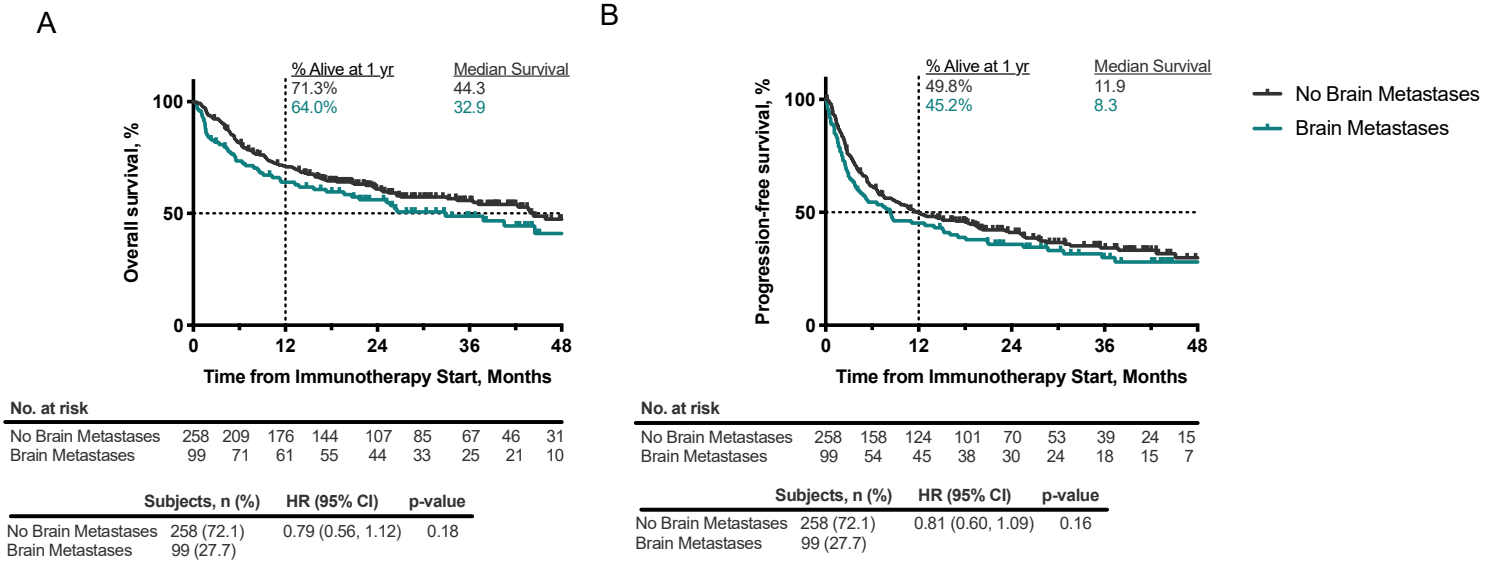 A
% Alive at 1 yr Median Survival
71.3% 44.3
64.0% 32.9
Overall survival, %
100
50
0
0 12 24 36 48
Time from Immunotherapy Start, Months
No. at risk
No Brain Metastases 258 209 176 144 107 85 67 46 31
Brain Metastases 99 71 61 55 44 33 25 21 10
Subjects, n (%) HR (95% CI) p-value
No Brain Metastases 258 (72.1) 0.79 (0.56, 1.12) 0.18
Brain Metastases 99 (27.7)
B
% Alive at 1 yr Median Survival
49.8% 11.9
45.2% 8.3
Progression-free survival, %
100
50
0
0 12 24 36 48
Time from Immunotherapy Start, Months
No. at risk
No Brain Metastases 258 158 124 101 70 53 39 24 15
Brain Metastases 99 54 45 38 30 24 18 15 7
Subjects, n (%) HR (95% CI) p-value
No Brain Metastases 258 (72.1) 0.81 (0.60, 1.09) 0.16
Brain Metastases 99 (27.7)
No Brain Metastases
Brain Metastases